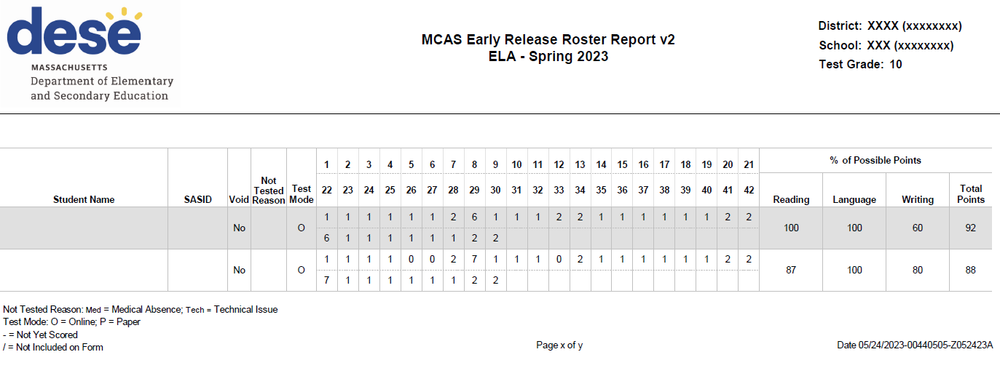 dese
MASSACHUSETTS
Department of Elementary
and Secondary Education
MCAS Early Release Roster Report v2
ELA - Spring 2023
District: XXXX (xxxxxxxx)
School: XXX (xxxxxxxx)
Test Grade: 10
Student Name SASID Void Not Tested Reason Test Mode
1 2 3 4 5 6 7 8 9 10 11 12 13 14 15 16 17 18 19 20 21
22 23 24 25 26 27 28 29 30 31 32 33 34 35 36 37 38 39 40 41 42
% of Possible Points
Reading Language Writing Total Points
No O
1 1 1 1 1 1 2 6 1 1 1 2 2 1 1 1 1 1 1 2 2
6 1 1 1 1 1 1 2 2
100 100 60 92
No O
1 1 1 1 0 0 2 7 1 1 1 0 2 1 1 1 1 1 1 2 2
7 1 1 1 1 1 1 2 2
87 100 80 88
Not Tested Reason: Med = Medical Absence; Tech = Technical Issue
Test Mode: O = Online; P = Paper
- = Not Yet Scored
/ = Not Included on Form
Page x of y
Date 05/24/2023-00440505-Z052423A